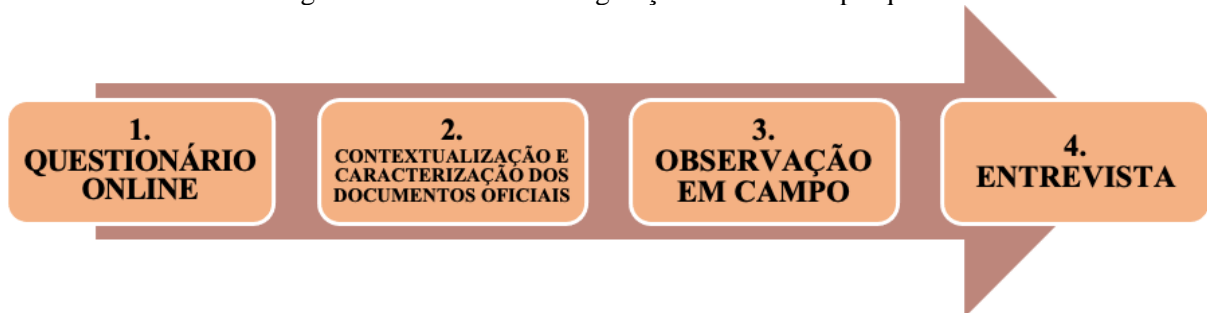 1.
QUESTIONÁRIO
ONLINE
2.
CONTEXTUALIZAÇÃO E
CARACTERIZAÇÃO DOS
DOCUMENTOS OFICIAIS
3.
OBSERVAÇÃO
EM CAMPO
4.
ENTREVISTA